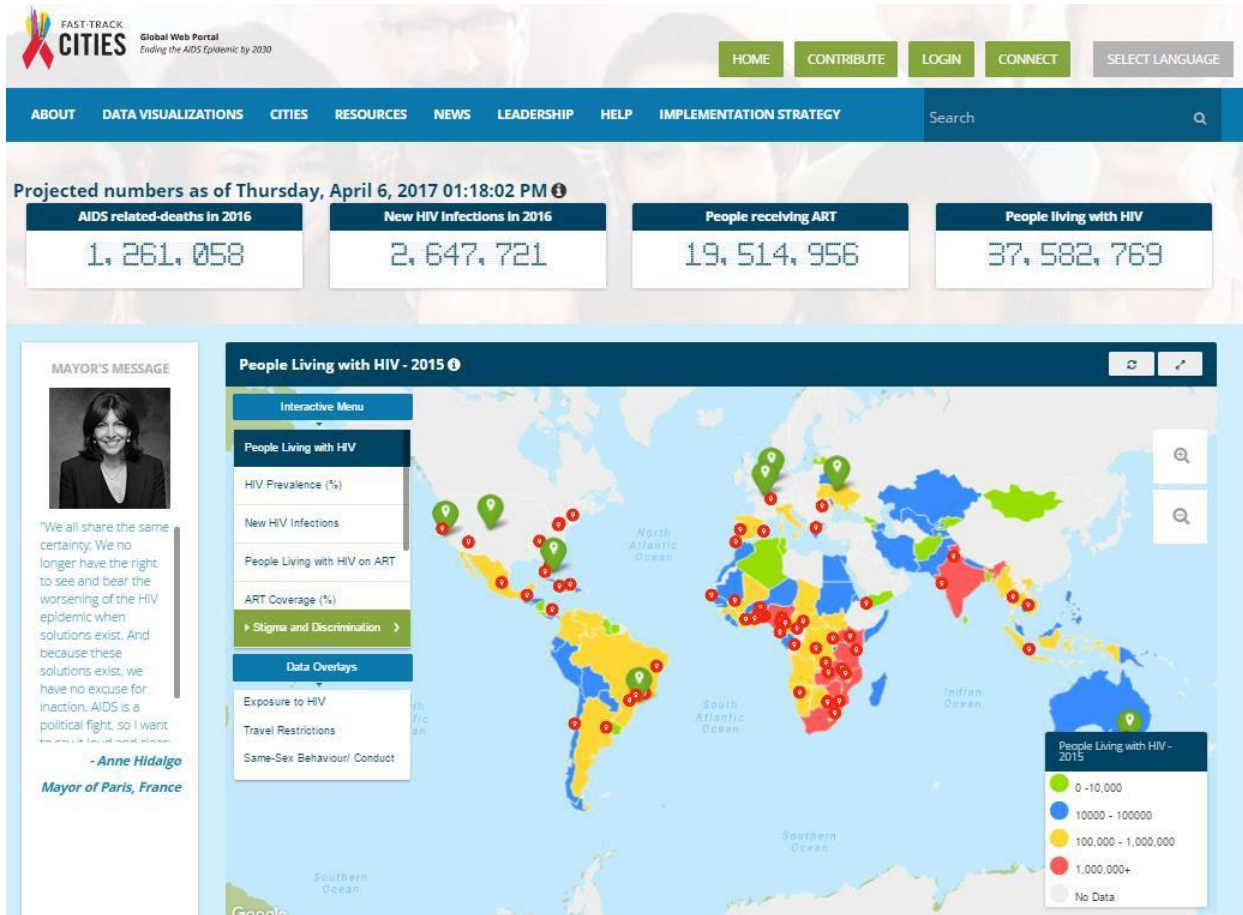 FAST-TRACK
CITIES
Global Web Portal
Ending the AIDS Epidemic by 2030
HOME
CONTRIBUTE
LOGIN
CONNECT
SELECT LANGUAGE
ABOUT
DATA VISUALIZATIONS
CITIES
RESOURCES
NEWS
LEADERSHIP
HELP
IMPLEMENTATION STRATEGY
Search
Projected numbers as of Thursday, April 6, 2017 01:18:02 PM
AIDS related-deaths in 2016
1,261,058
New HIV Infections in 2016
2,647,721
People receiving ART
19,514,956
People living with HIV
37,582,769
MAYOR'S MESSAGE
"We all share the same
certainty: We no
longer have the right
to see and bear the
worsening of the HIV
epidemic when
solutions exist. And
because these
solutions exist, we
have no excuse for
inaction. AIDS is a
political fight, so I want
- Anne Hidalgo
Mayor of Paris, France
People Living with HIV - 2015
Interactive Menu
People Living with HIV
HIV Prevalence (%)
New HIV Infections
People Living with HIV on ART
ART Coverage (%)
Stigma and Discrimination
Data Overlays
Exposure to HIV
Travel Restrictions
Same-Sex Behaviour/ Conduct
North
Atlantic
Ocean
South
Atlantic
Ocean
Indian
Ocean
Southern
Ocean
Southern
Ocean
Google
People Living with HIV -
2015
0 -10,000
10000 - 100000
100,000 - 1,000,000
1,000,000+
No Data